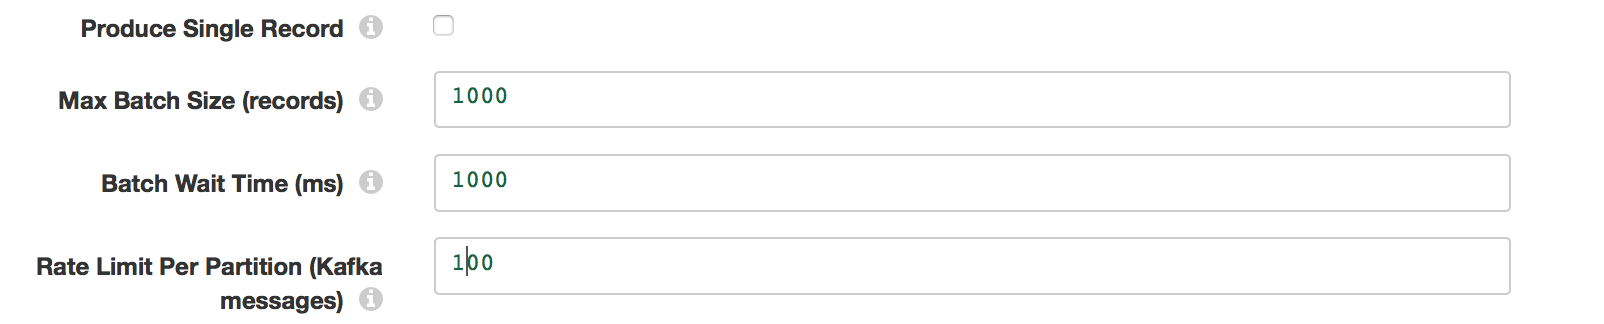 Produce Single Record
Max Batch Size (records) 1000
Batch Wait Time (ms) 1000
Rate Limit Per Partition (Kafka 100
messages)